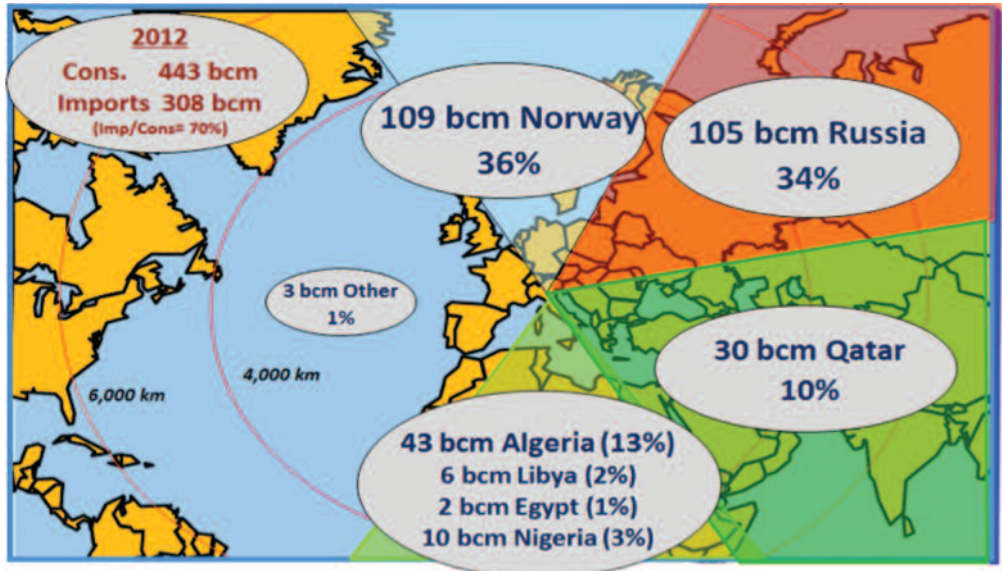 2012
Cons. 443 bcm
Imports 308 bcm
(Imp/Cons= 70%)
109 bcm Norway
36%
105 bcm Russia
34%
3 bcm Other
1%
30 bcm Qatar
10%
4,000 km
6,000 km
43 bcm Algeria (13%)
6 bcm Libya (2%)
2 bcm Egypt (1%)
10 bcm Nigeria (3%)